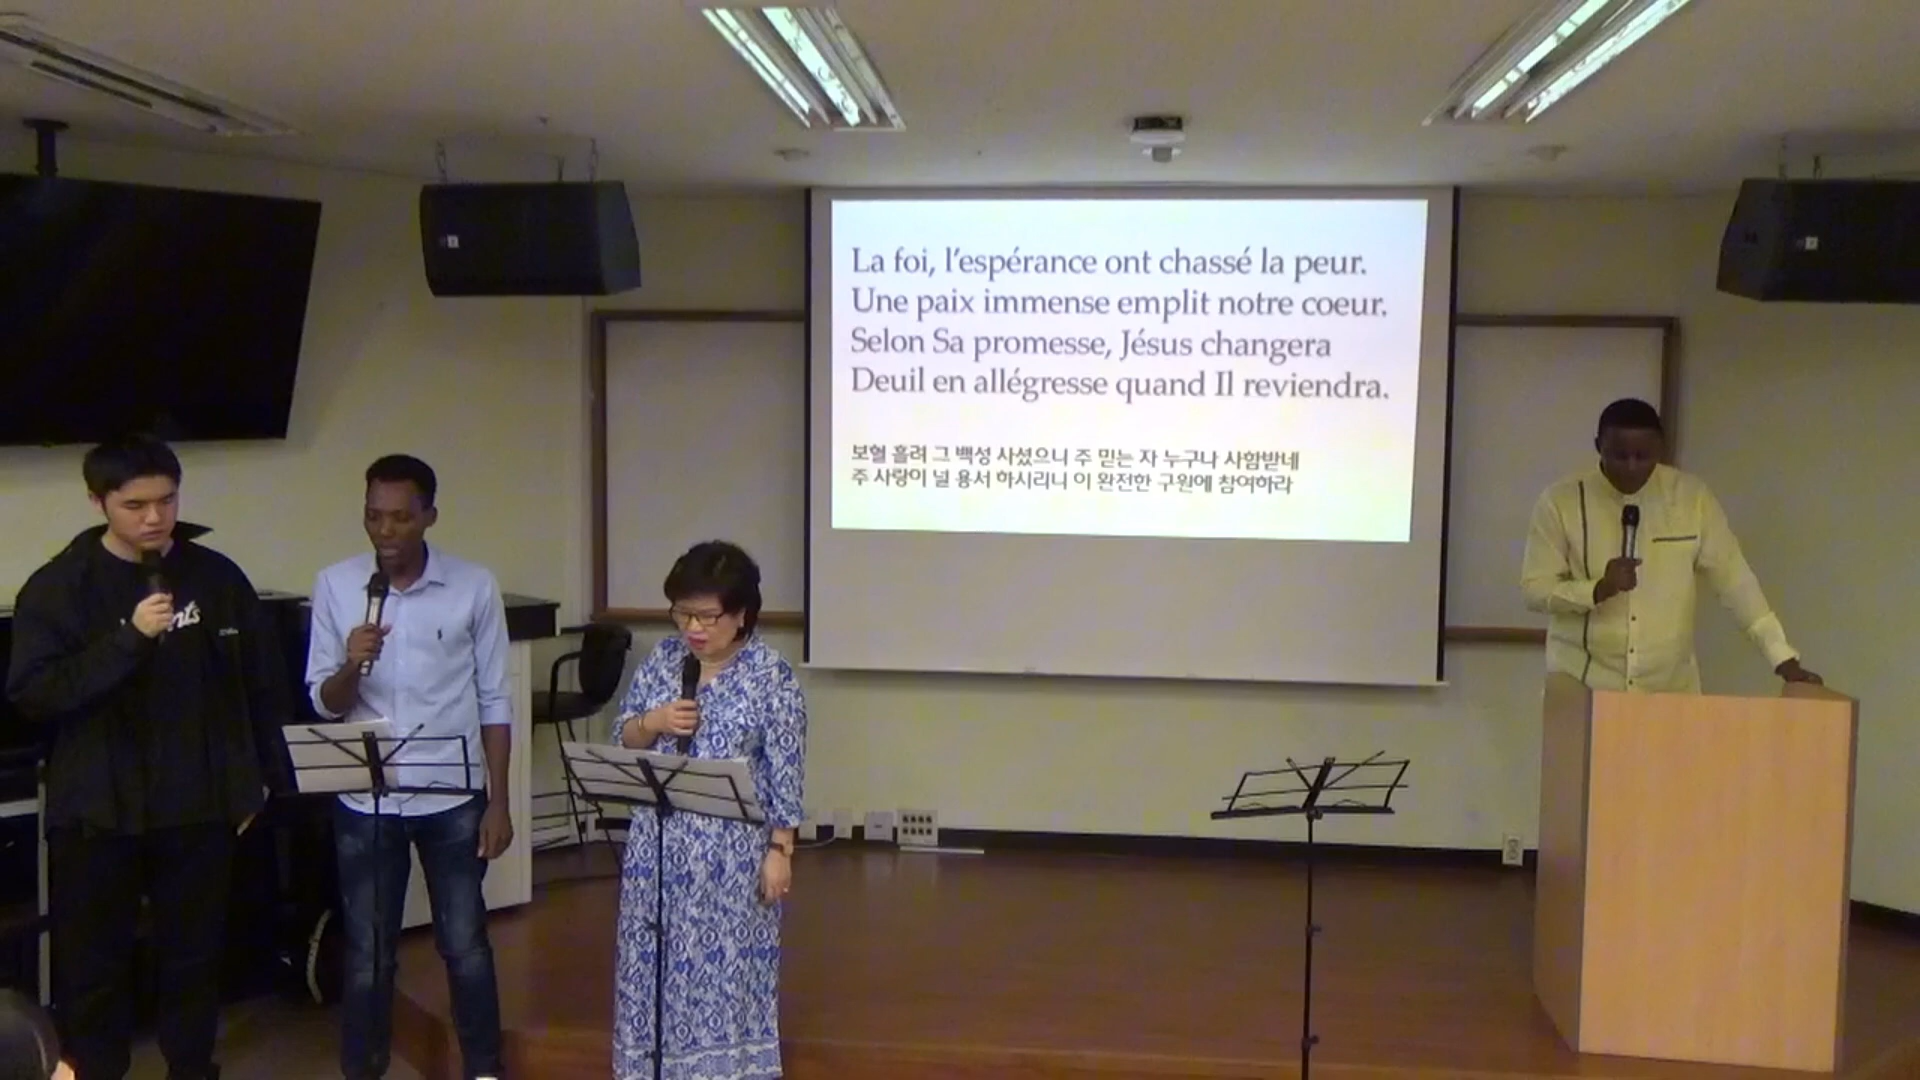 La foi, l'espérance ont chassé la peur.
Une paix immense emplit notre coeur.
Selon Sa promesse, Jésus changera
Deuil en allégresse quand Il reviendra.
보혈 흘려 그 백성 사셨으니 주 믿는 자 누구나 사함받네
주 사랑이 널 용서 하시리니 이 완전한 구원에 참여하라